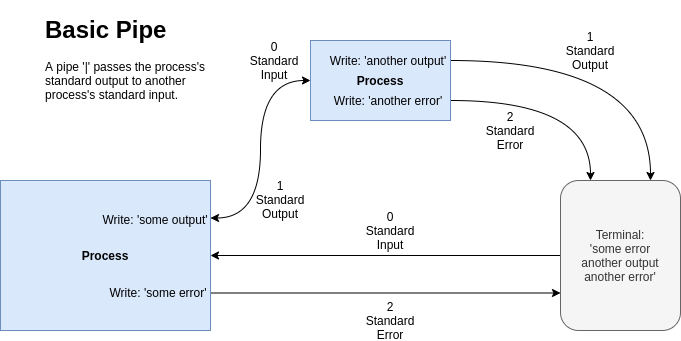 Basic Pipe
A pipe '|' passes the process's
standard output to another
process's standard input.
0
Standard
Input
Write: 'another output'
Process
Write: 'another error'
1
Standard
Output
2
Standard
Error
1
Standard
Output
Write: 'some output'
Process
Write: 'some error'
0
Standard
Input
2
Standard
Error
Terminal:
'some error
another output
another error'